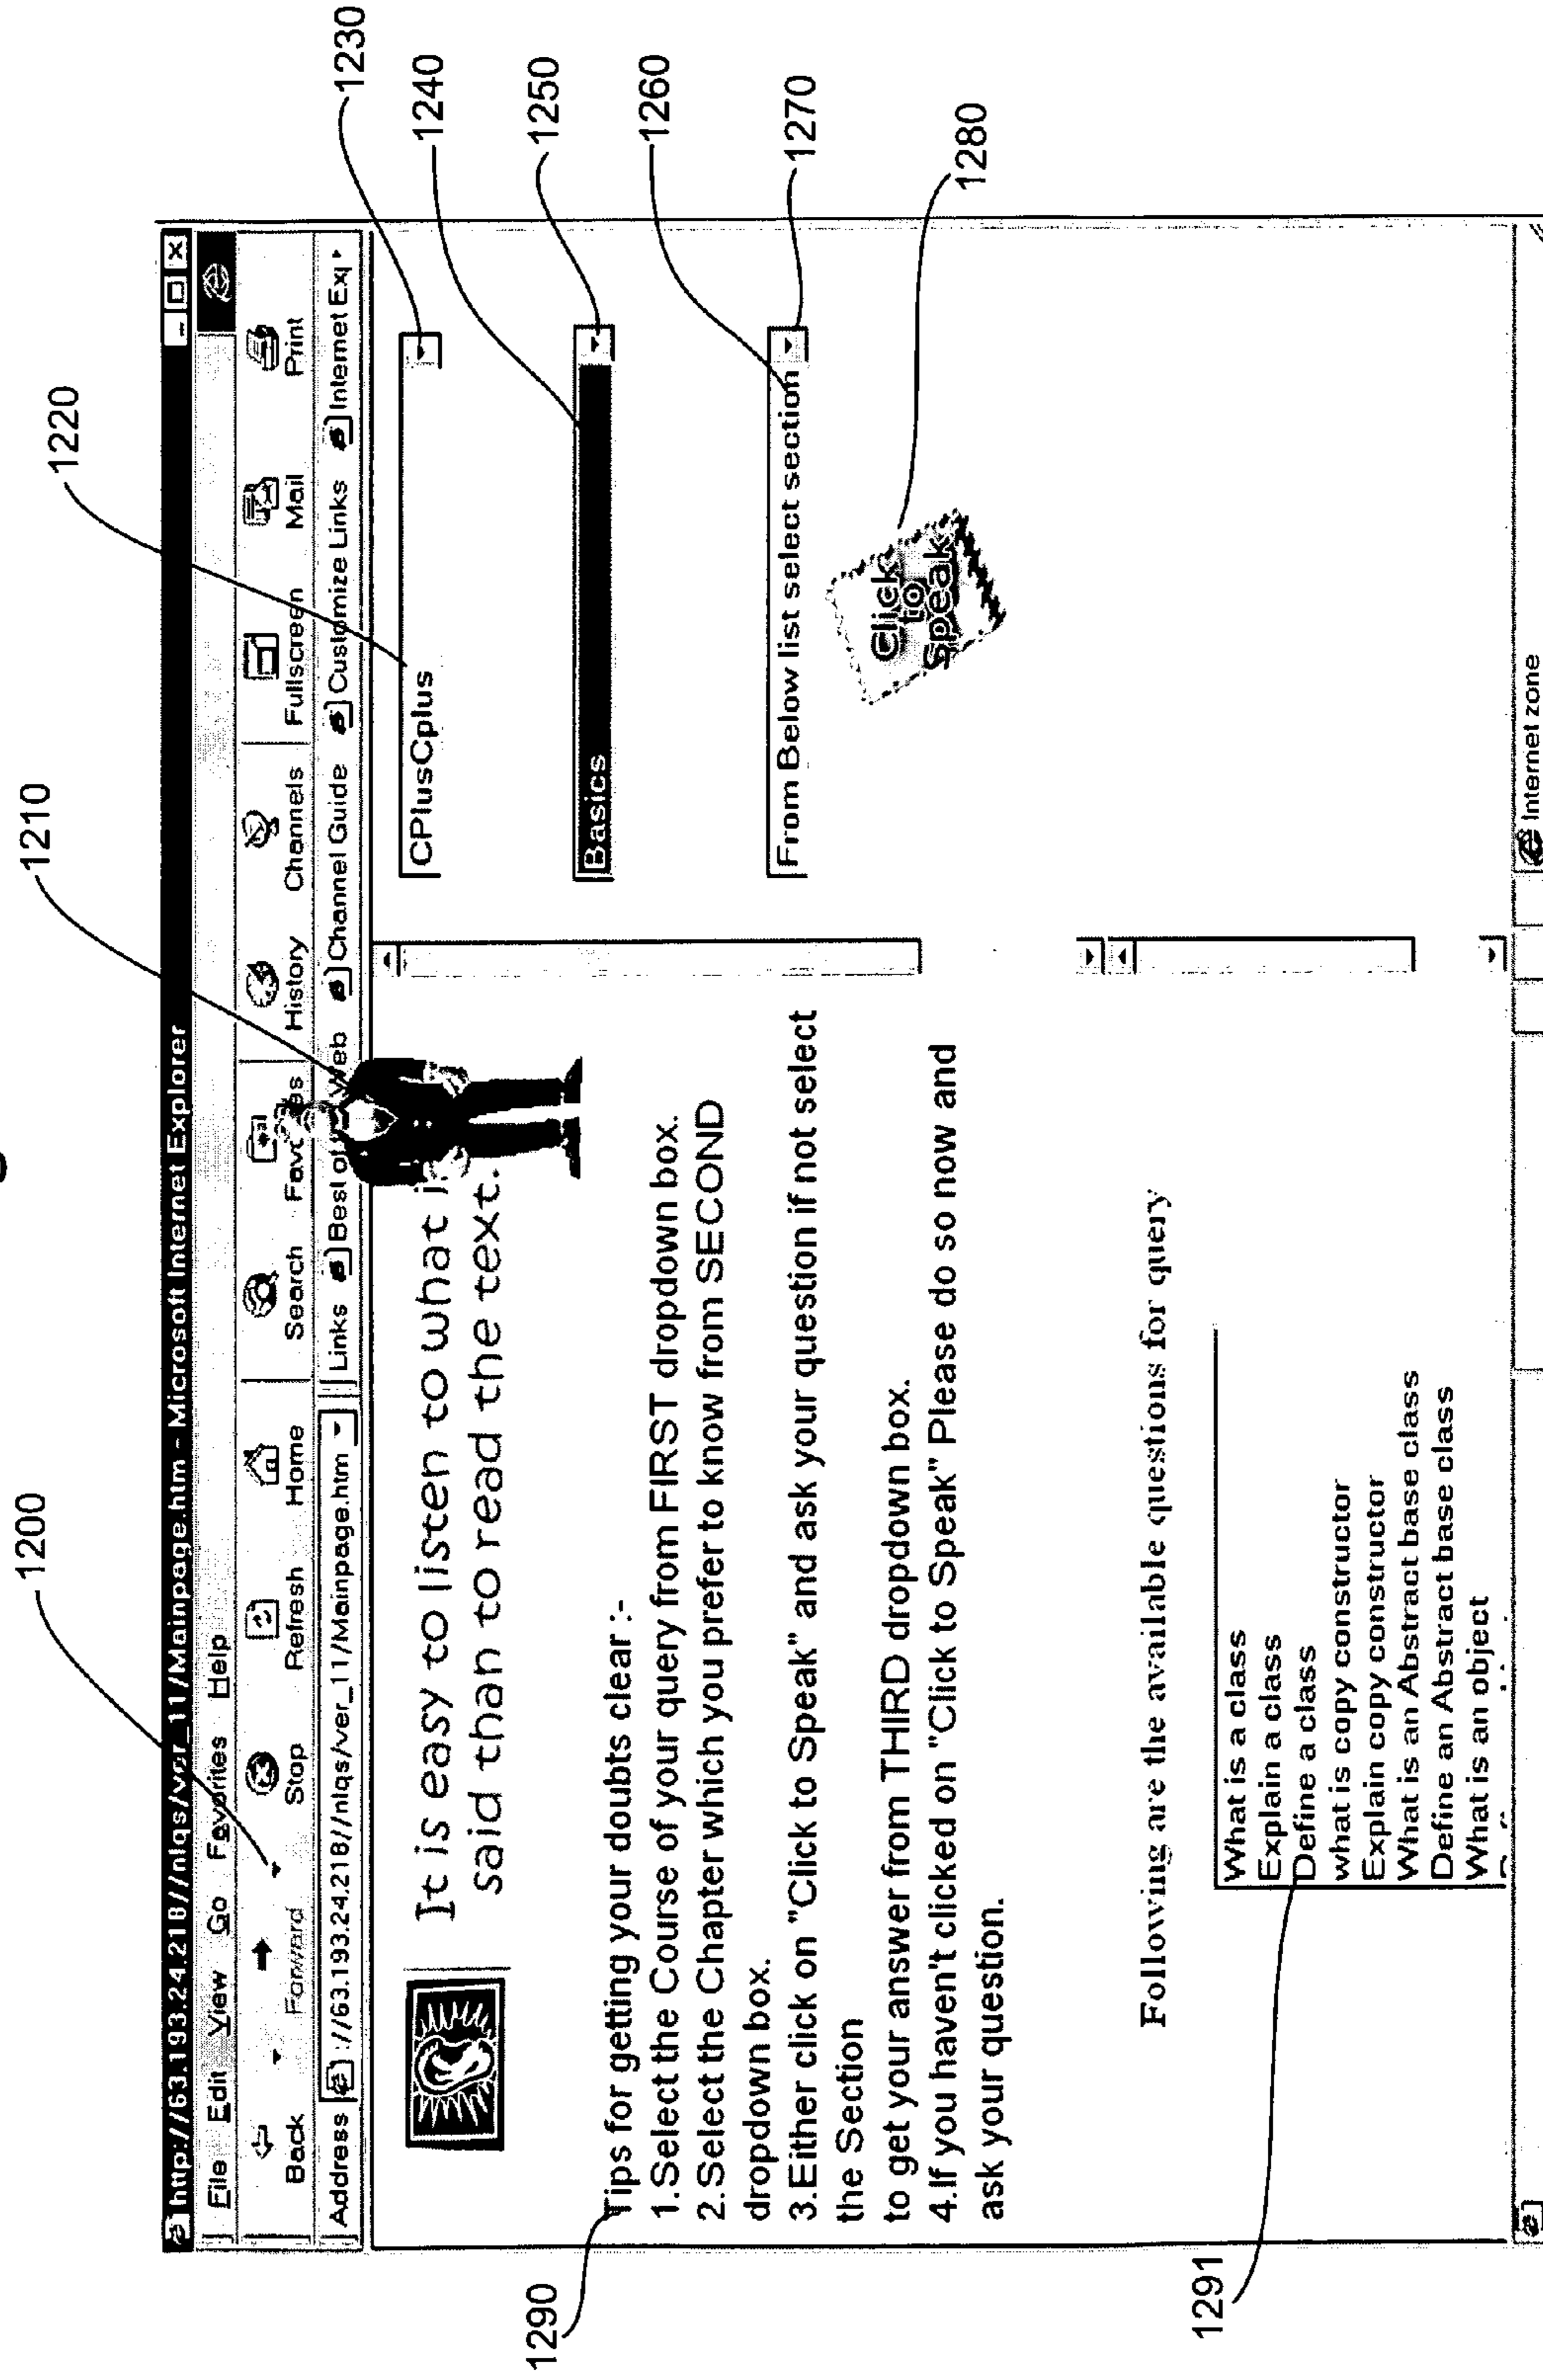 1200
1210
1220
1230
1240
1250
1260
1270
1280
1290
1291
http://63.193.24.218//nlqs/ver_11/Mainpage.htm - Microsoft Internet Explorer
File Edit View Go Favorites Help
Back Forward Stop Refresh Home Search History Channels Fullscreen Mail Print
Address ://63.193.24.218//nlqs/ver_11/Mainpage.htm Links Best of Web Channel Guide Customize Links Internet Exp
It is easy to listen to what
said than to read the text.
Tips for getting your doubts clear :-
1.Select the Course of your query from FIRST dropdown box.
2.Select the Chapter which you prefer to know from SECOND
dropdown box.
3.Either click on "Click to Speak" and ask your question if not select
the Section
to get your answer from THIRD dropdown box.
4.If you haven't clicked on "Click to Speak" Please do so now and
ask your question.
CPlusCplus
Basics
From Below list select section
Click
to
Speak
Following are the available questions for query
What is a class
Explain a class
Define a class
what is copy constructor
Explain copy constructor
What is an Abstract base class
Define an Abstract base class
What is an object
Internet zone